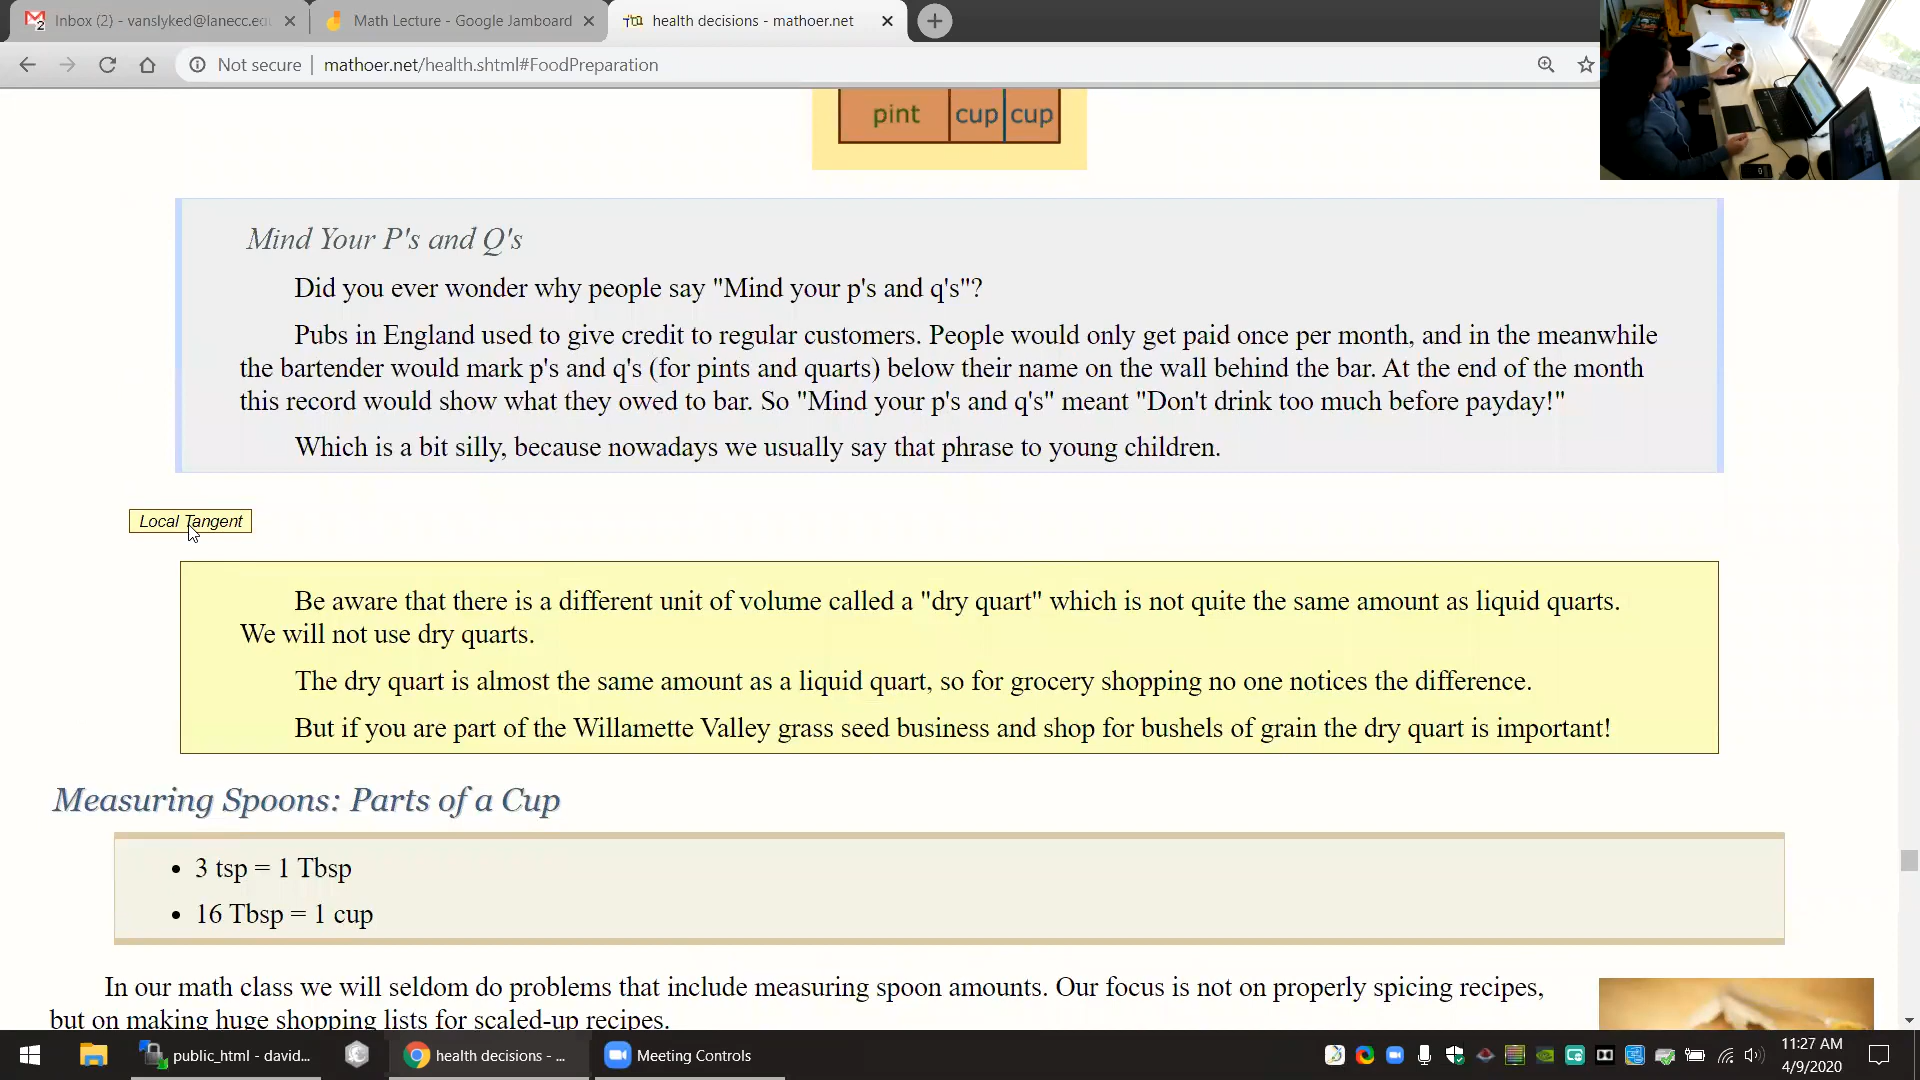 Inbox (2) - vanslyked@lanecc.edu
Math Lecture - Google Jamboard
health decisions - mathoer.net
Not secure
mathoer.net/health.shtml#FoodPreparation
pint cup cup
Mind Your P's and Q's
Did you ever wonder why people say "Mind your p's and q's"?
Pubs in England used to give credit to regular customers. People would only get paid once per month, and in the meanwhile
the bartender would mark p's and q's (for pints and quarts) below their name on the wall behind the bar. At the end of the month
this record would show what they owed to bar. So "Mind your p's and q's" meant "Don't drink too much before payday!"
Which is a bit silly, because nowadays we usually say that phrase to young children.
Local Tangent
Be aware that there is a different unit of volume called a "dry quart" which is not quite the same amount as liquid quarts.
We will not use dry quarts.
The dry quart is almost the same amount as a liquid quart, so for grocery shopping no one notices the difference.
But if you are part of the Willamette Valley grass seed business and shop for bushels of grain the dry quart is important!
Measuring Spoons: Parts of a Cup
• 3 tsp = 1 Tbsp
• 16 Tbsp = 1 cup
In our math class we will seldom do problems that include measuring spoon amounts. Our focus is not on properly spicing recipes,
but on making huge shopping lists for scaled-up recipes.
public_html - david...
health decisions - ...
Meeting Controls
11:27 AM
4/9/2020